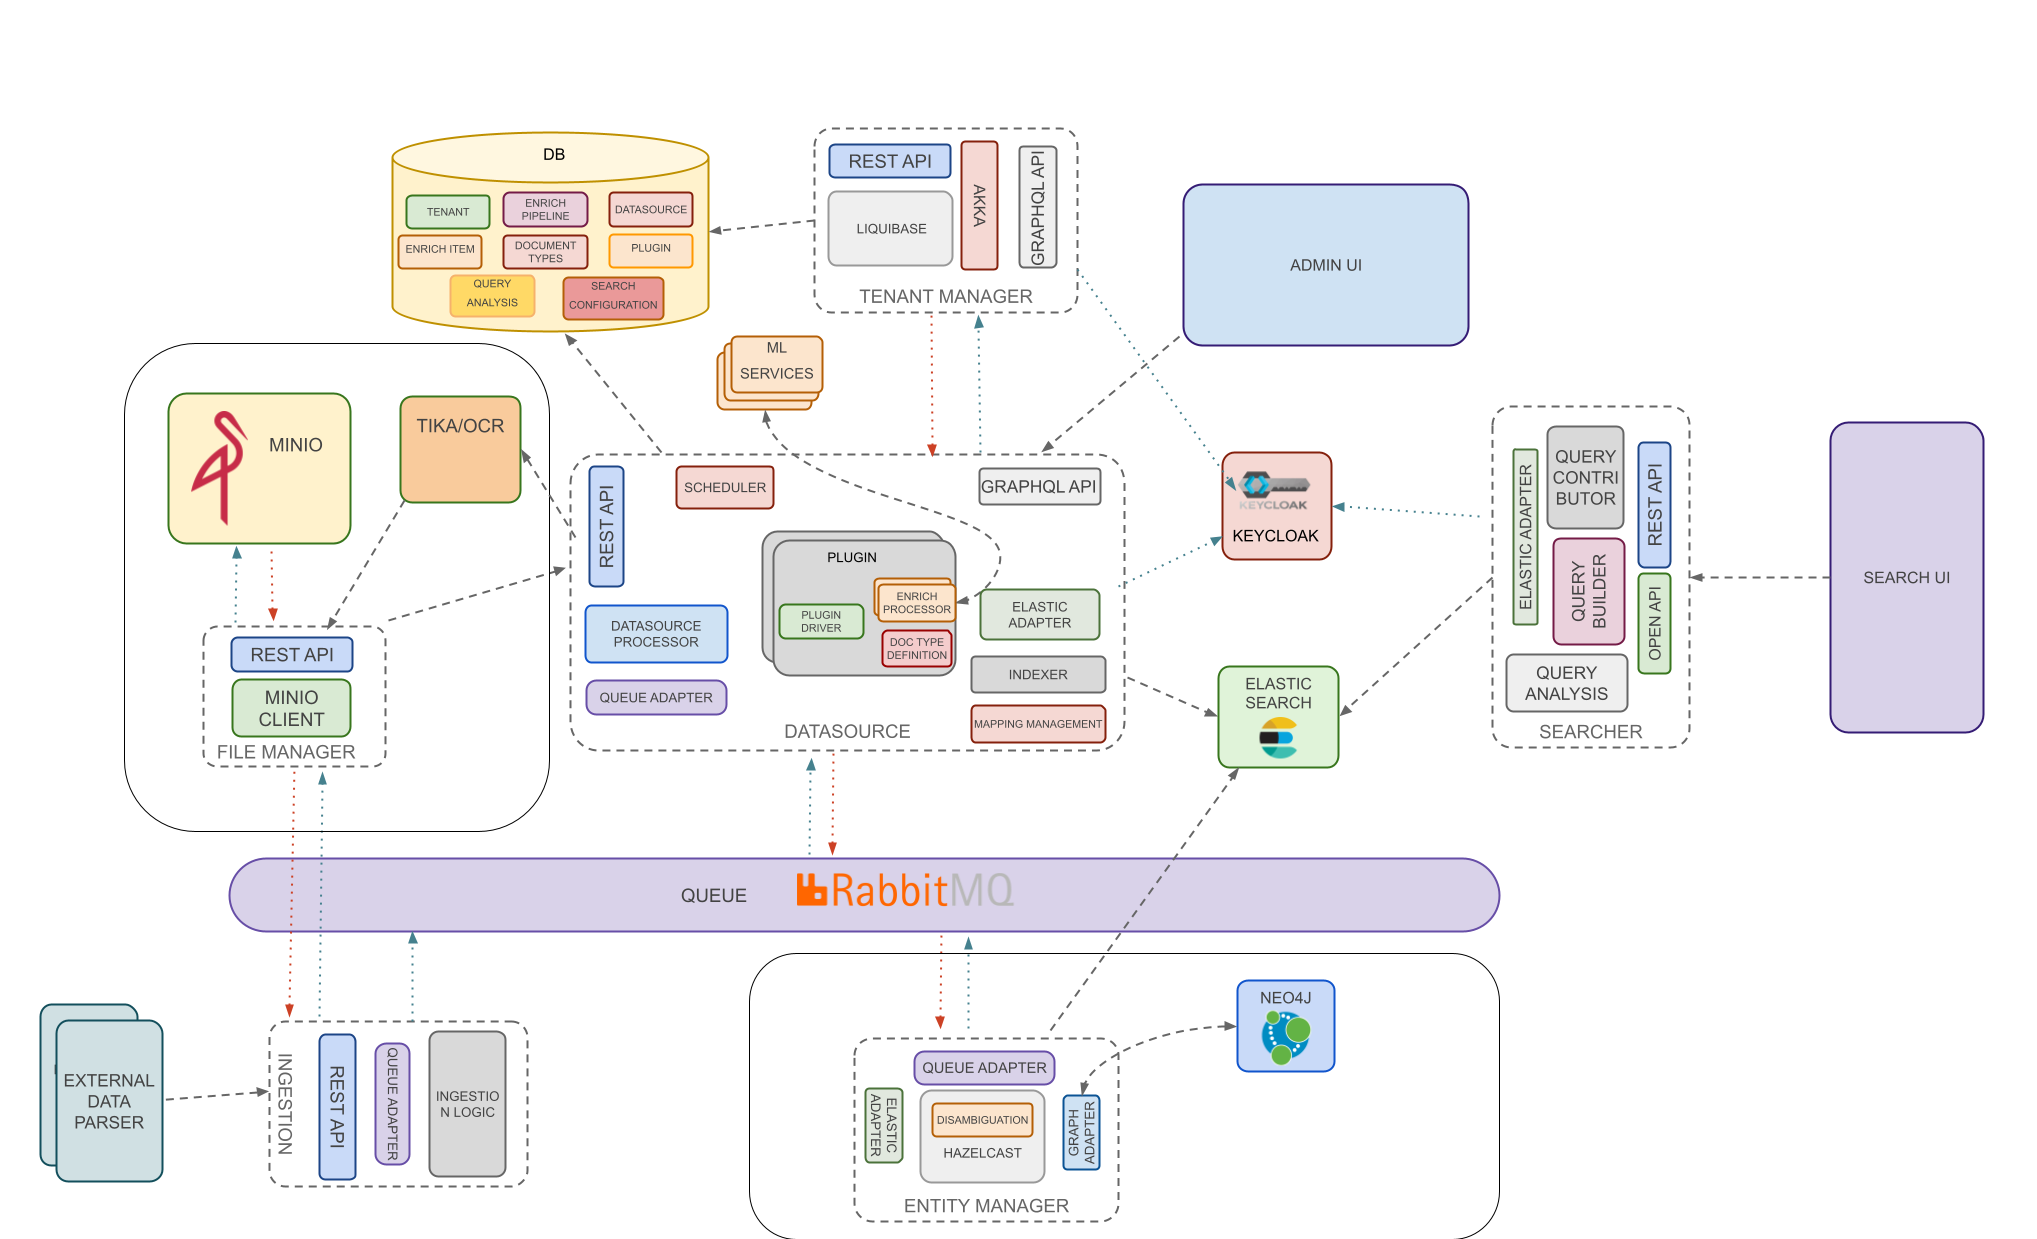 DB
TENANT
ENRICH
PIPELINE
DATASOURCE
ENRICH ITEM
DOCUMENT
TYPES
PLUGIN
QUERY
ANALYSIS
SEARCH
CONFIGURATION
REST API
LIQUIBASE
AKKA
GRAPHQL API
TENANT MANAGER
ADMIN UI
ML
SERVICES
MINIO
TIKA/OCR
REST API
MINIO
CLIENT
FILE MANAGER
REST API
SCHEDULER
GRAPHQL API
PLUGIN
ENRICH
PROCESSOR
PLUGIN
DRIVER
DOC TYPE
DEFINITION
DATASOURCE
PROCESSOR
QUEUE ADAPTER
ELASTIC
ADAPTER
INDEXER
MAPPING MANAGEMENT
DATASOURCE
KEYCLOAK
KEYCLOAK
ELASTIC
SEARCH
ELASTIC ADAPTER
QUERY
CONTRI
BUTOR
REST API
QUERY
BUILDER
OPEN API
QUERY
ANALYSIS
SEARCHER
SEARCH UI
QUEUE
RabbitMQ
EXTERNAL
DATA
PARSER
INGESTION
REST API
QUEUE ADAPTER
INGESTIO
N LOGIC
QUEUE ADAPTER
ELASTIC
ADAPTER
DISAMBIGUATION
HAZELCAST
GRAPH
ADAPTER
ENTITY MANAGER
NEO4J